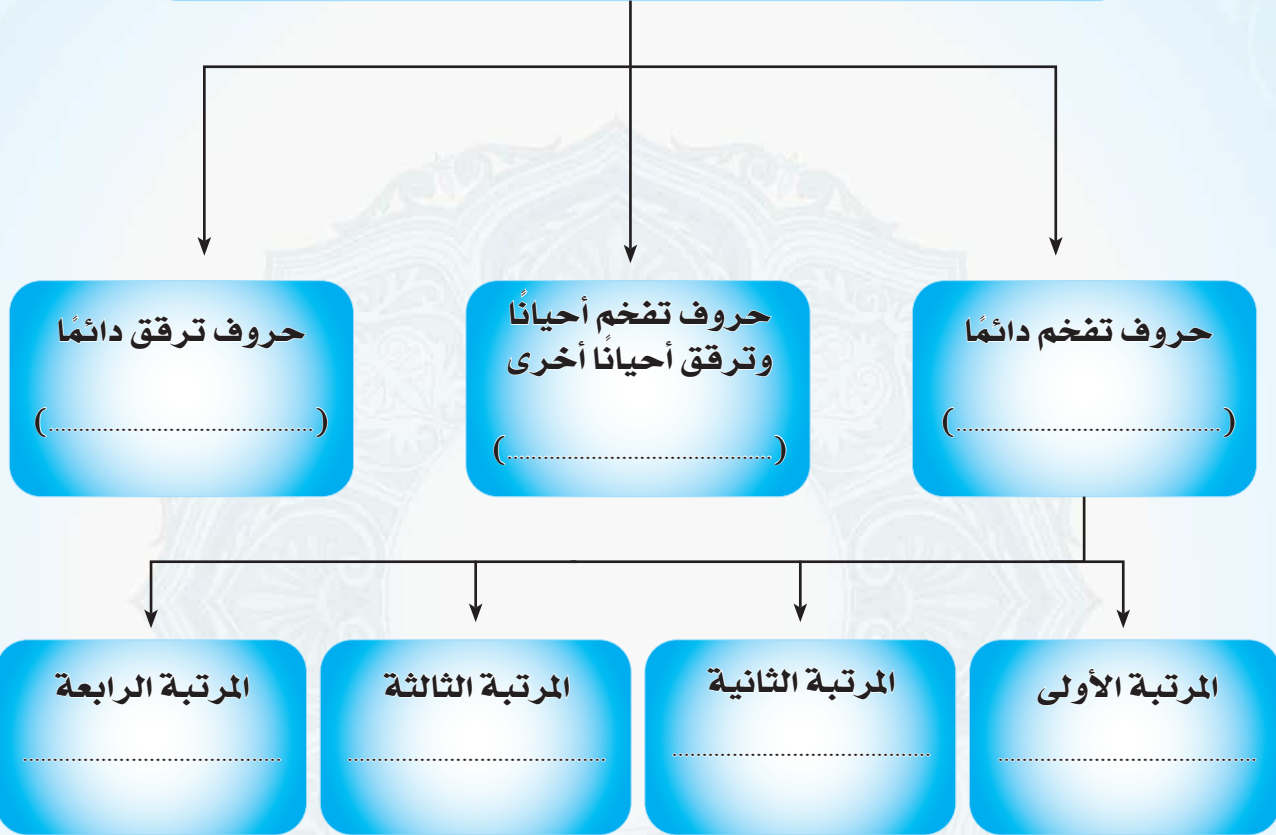 حروف تفخم دائمًا
(......................................)
حروف تفخم أحيانًا
وترقق أحيانًا أخرى
(......................................)
حروف ترقق دائمًا
(......................................)
المرتبة الأولى
......................................
المرتبة الثانية
......................................
المرتبة الثالثة
......................................
المرتبة الرابعة
......................................